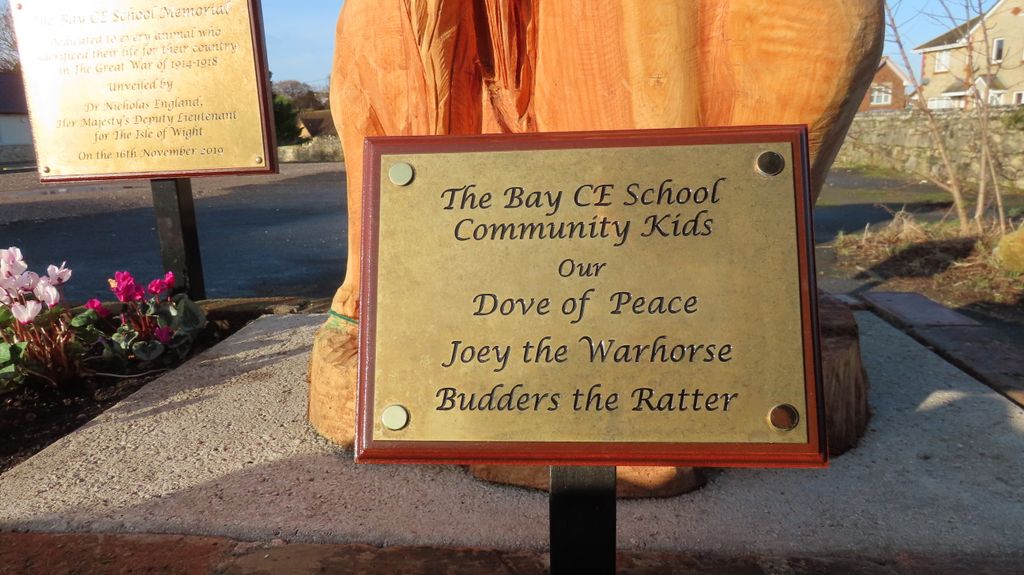 The Bay CE School Memorial
Dedicated to every animal who
sacrificed their life for their country
in The Great War of 1914-1918
Unveiled by
Dr Nicholas England,
Her Majesty's Deputy Lieutenant
for The Isle of Wight
On the 16th November 2019
The Bay CE School
Community Kids
Our
Dove of Peace
Joey the Warhorse
Budders the Ratter